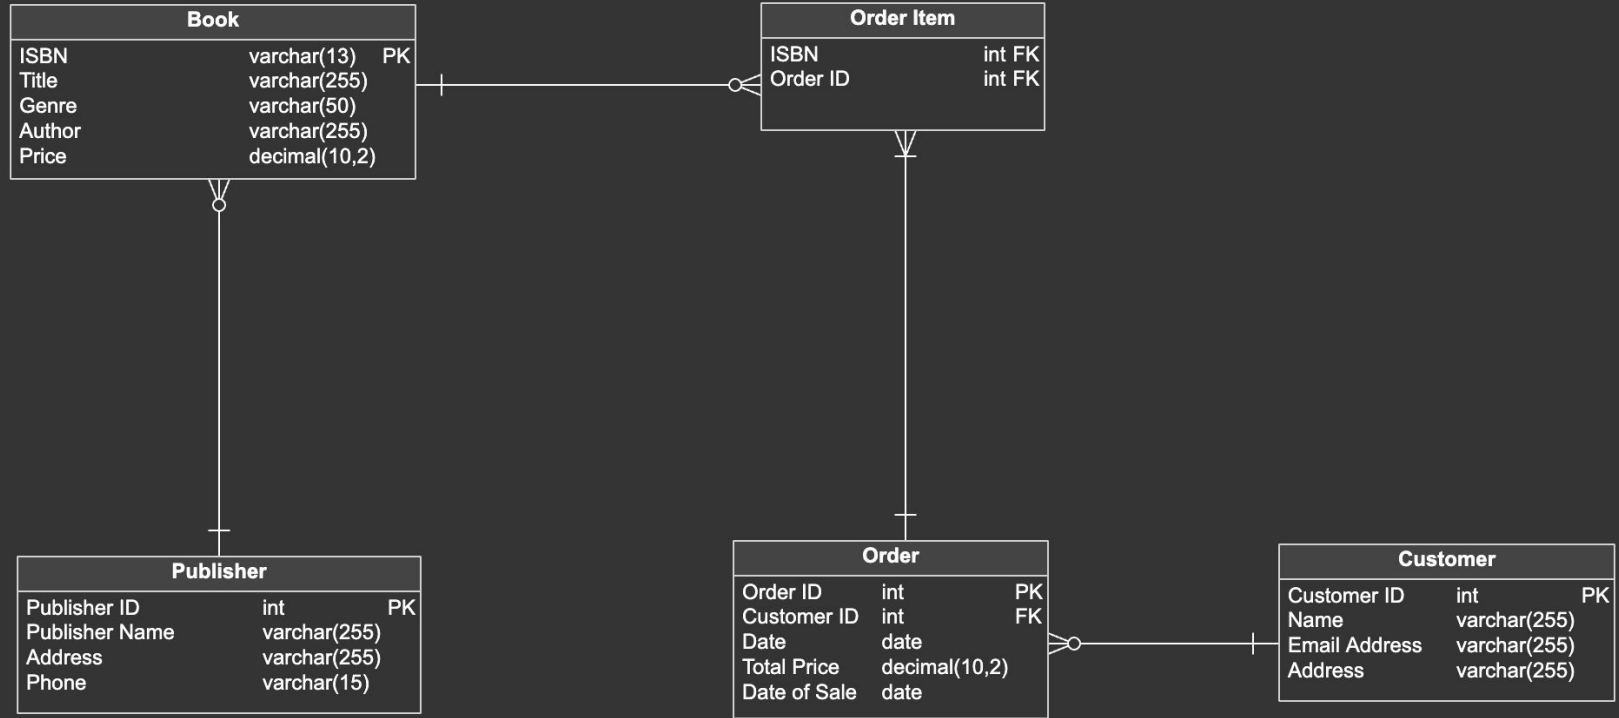 Book
ISBN varchar(13) PK
Title varchar(255)
Genre varchar(50)
Author varchar(255)
Price decimal(10,2)
Order Item
ISBN int FK
Order ID int FK
Publisher
Publisher ID int PK
Publisher Name varchar(255)
Address varchar(255)
Phone varchar(15)
Order
Order ID int PK
Customer ID int FK
Date date
Total Price decimal(10,2)
Date of Sale date
Customer
Customer ID int PK
Name varchar(255)
Email Address varchar(255)
Address varchar(255)